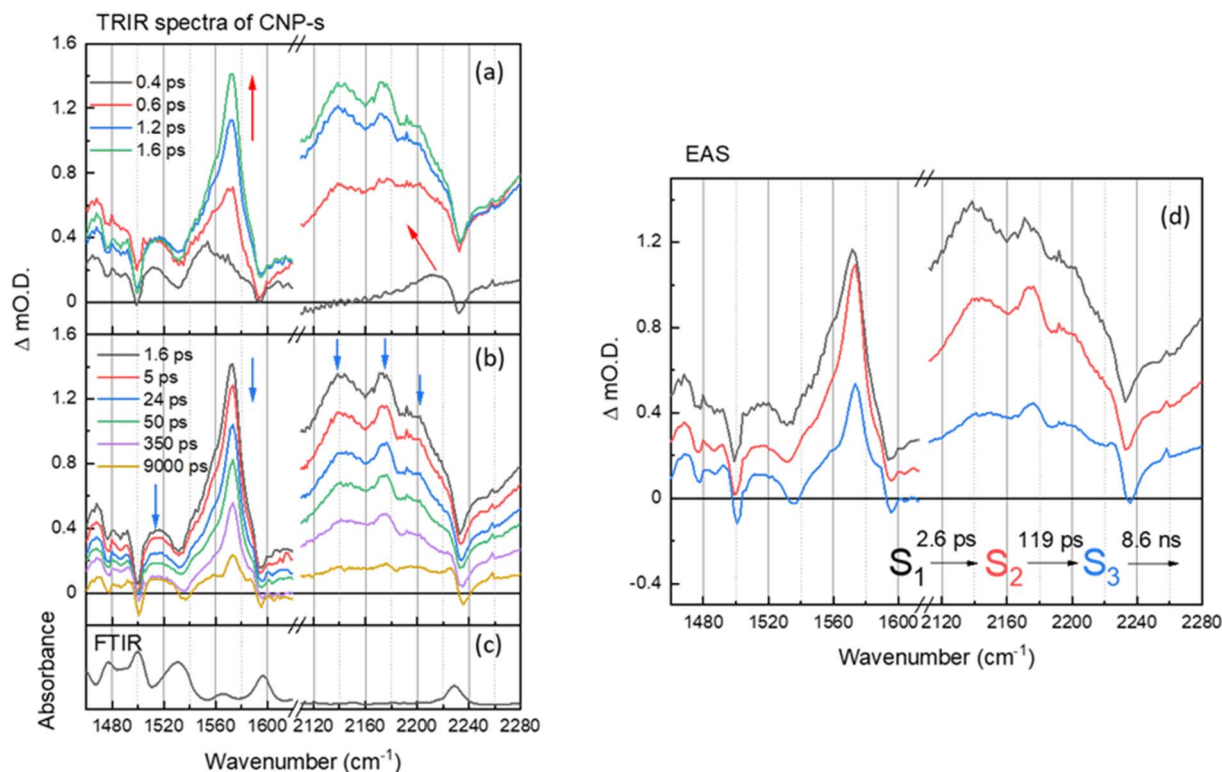 TRIR spectra of CNP-s
1.6
1.2
0.8
0.4
0
(a)
0.4 ps
0.6 ps
1.2 ps
1.6 ps
Δ mO.D.
1.6
1.2
0.8
0.4
0
(b)
1.6 ps
5 ps
24 ps
50 ps
350 ps
9000 ps
Absorbance
FTIR
(c)
1480 1520 1560 1600 2120 2160 2200 2240 2280
Wavenumber (cm⁻¹)
EAS
(d)
Δ mO.D.
1.2
0.8
0.4
0
-0.4
2.6 ps 119 ps 8.6 ns
S₁ S₂ S₃
1480 1520 1560 1600 2120 2160 2200 2240 2280
Wavenumber (cm⁻¹)